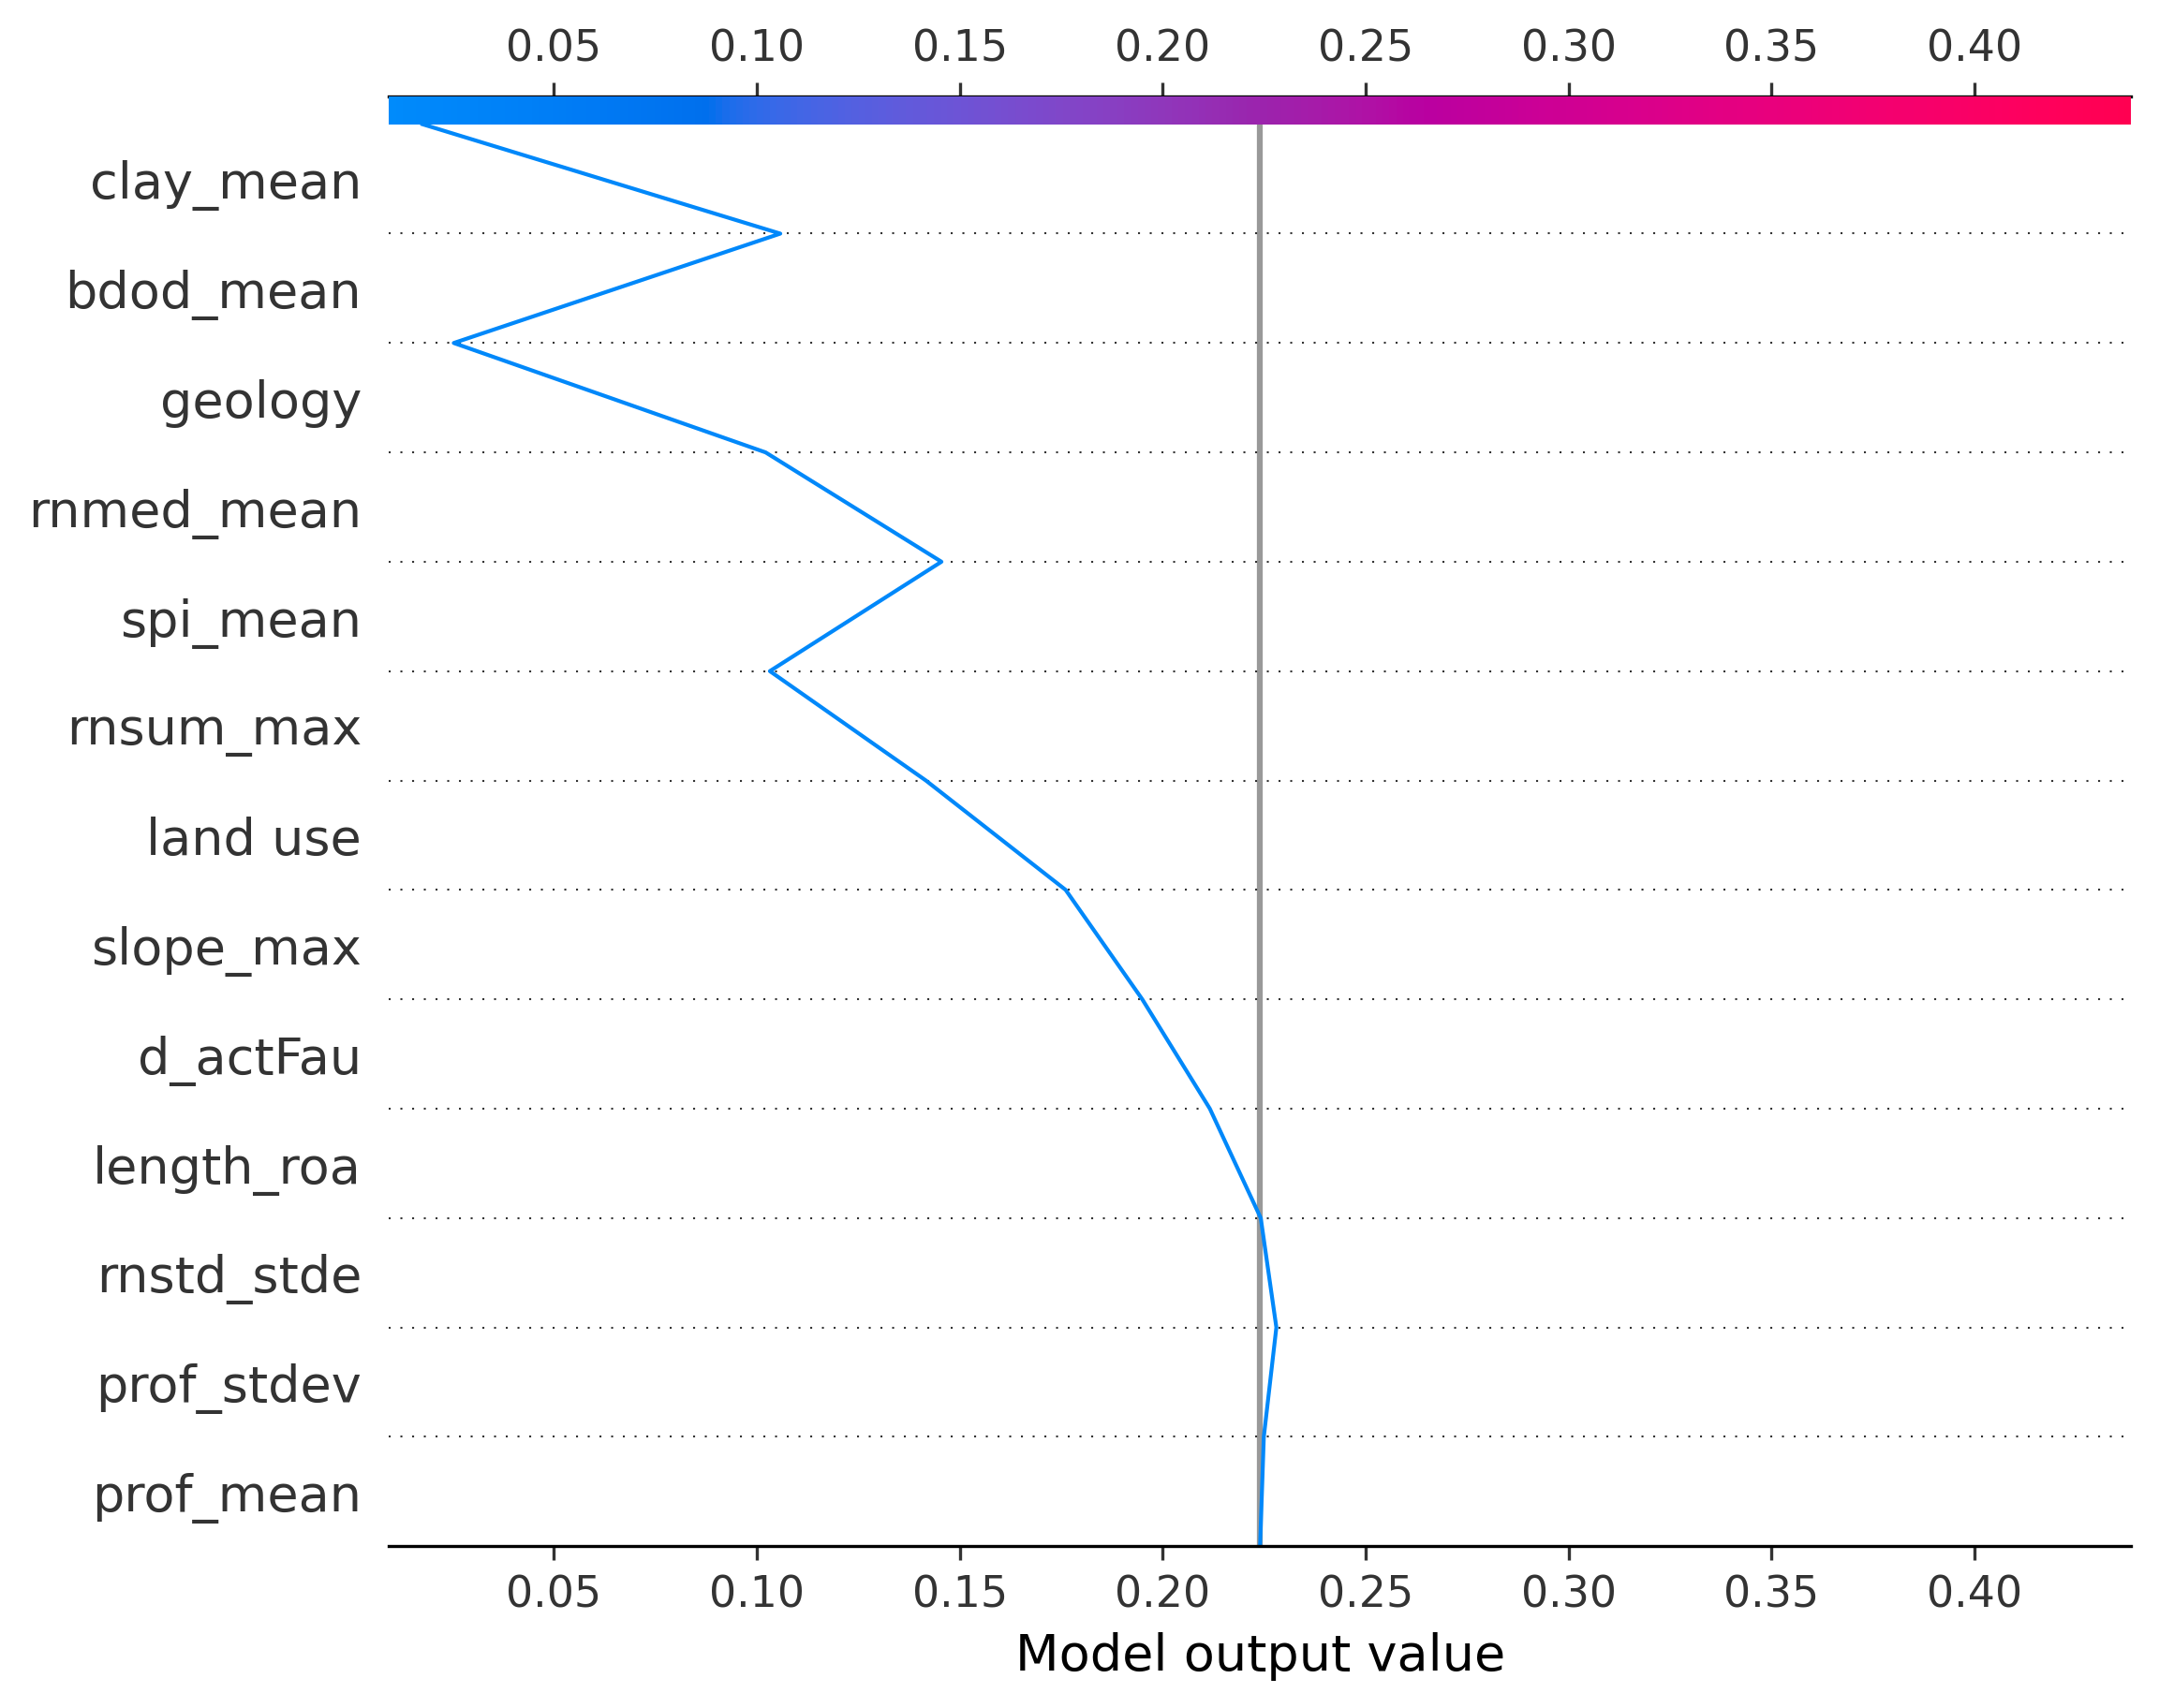 0.05 0.10 0.15 0.20 0.25 0.30 0.35 0.40
clay_mean
bdod_mean
geology
rnmed_mean
spi_mean
rnsum_max
land use
slope_max
d_actFau
length_roa
rnstd_stde
prof_stdev
prof_mean
0.05 0.10 0.15 0.20 0.25 0.30 0.35 0.40
Model output value